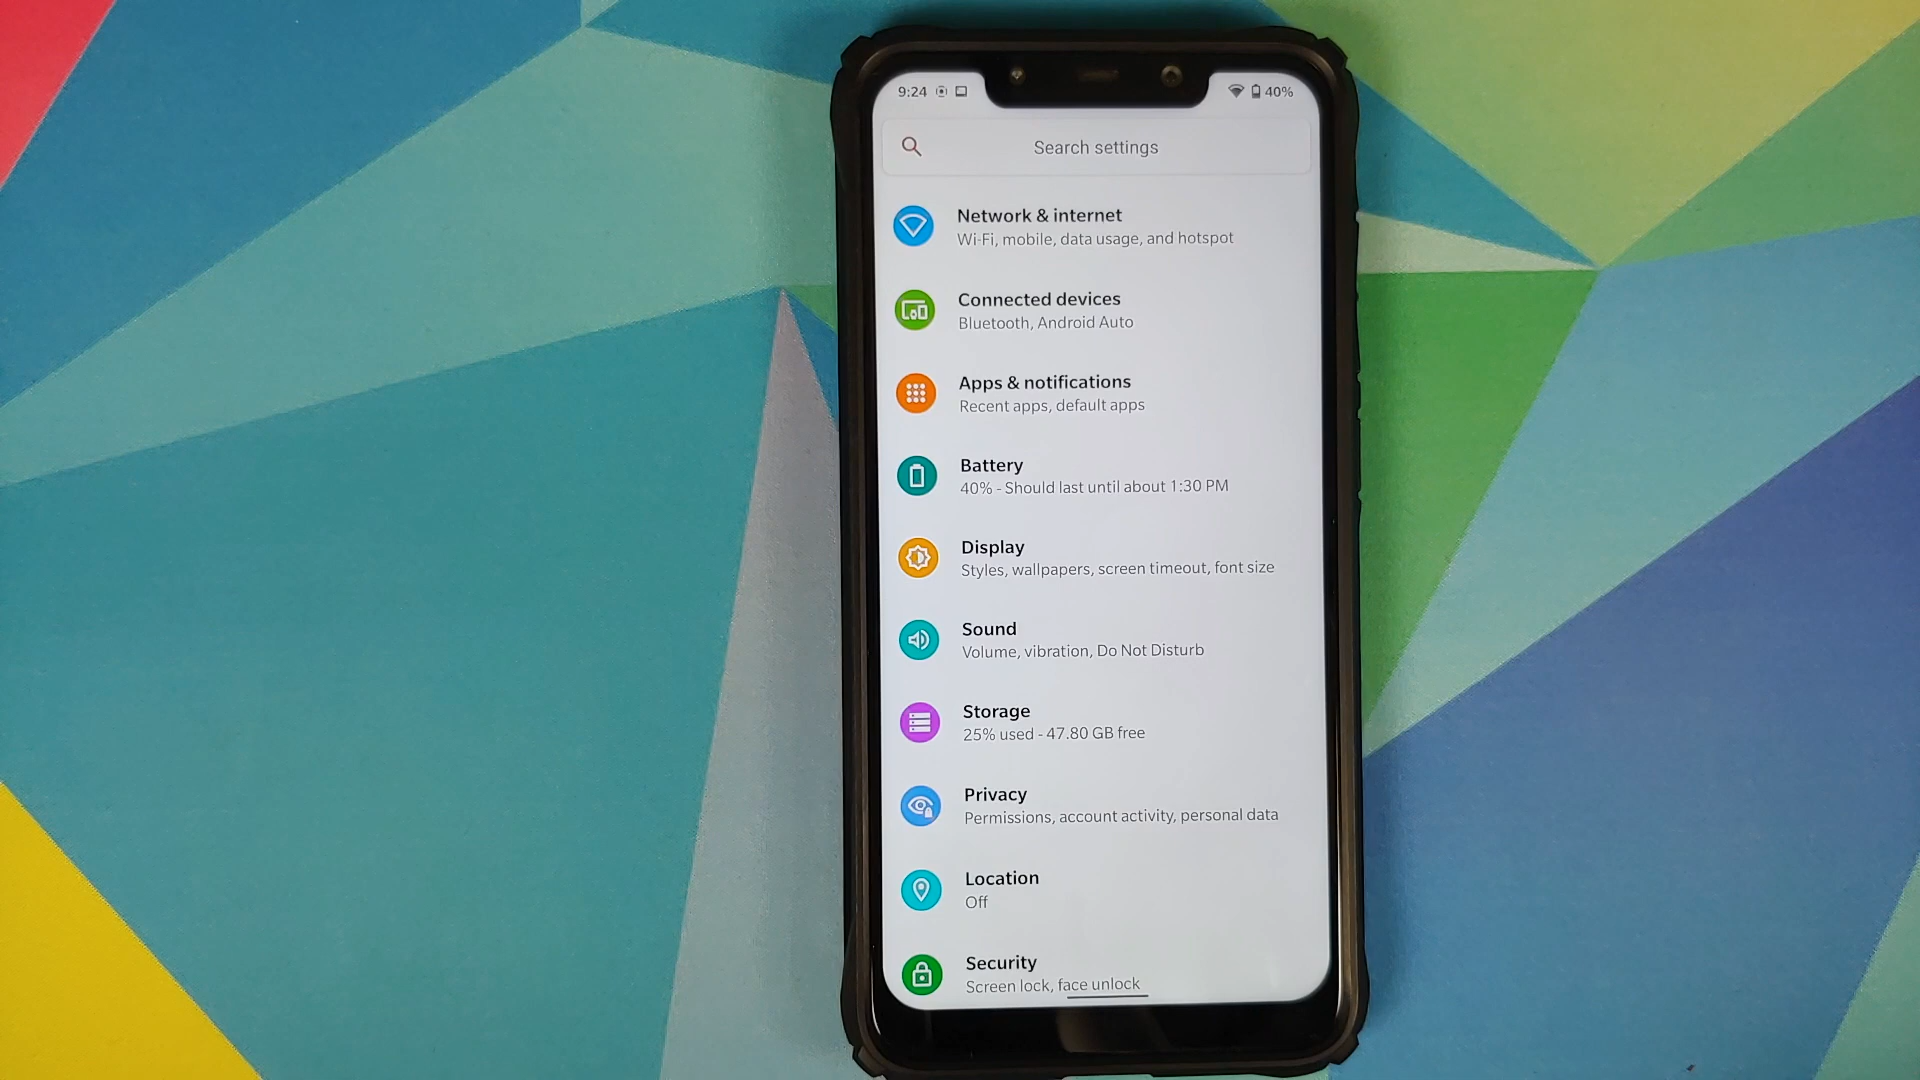 9:24 40%
Search settings
Network & internet
Wi-Fi, mobile, data usage, and hotspot
Connected devices
Bluetooth, Android Auto
Apps & notifications
Recent apps, default apps
Battery
40% - Should last until about 1:30 PM
Display
Styles, wallpapers, screen timeout, font size
Sound
Volume, vibration, Do Not Disturb
Storage
25% used - 47.80 GB free
Privacy
Permissions, account activity, personal data
Location
Off
Security
Screen lock, face unlock